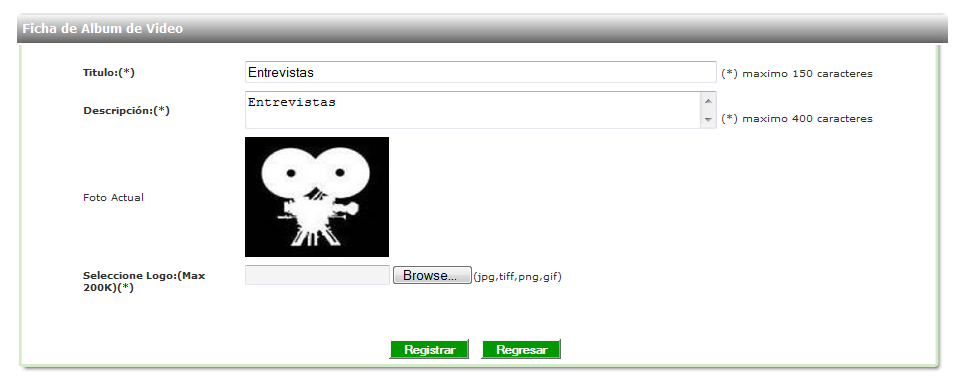 Ficha de Album de Video
Titulo:(*)
Entrevistas
(*) maximo 150 caracteres
Descripción:(*)
Entrevistas
(*) maximo 400 caracteres
Foto Actual
Seleccione Logo:(Max
200K)(*)
Browse...
(jpg,tiff,png,gif)
Registrar
Regresar